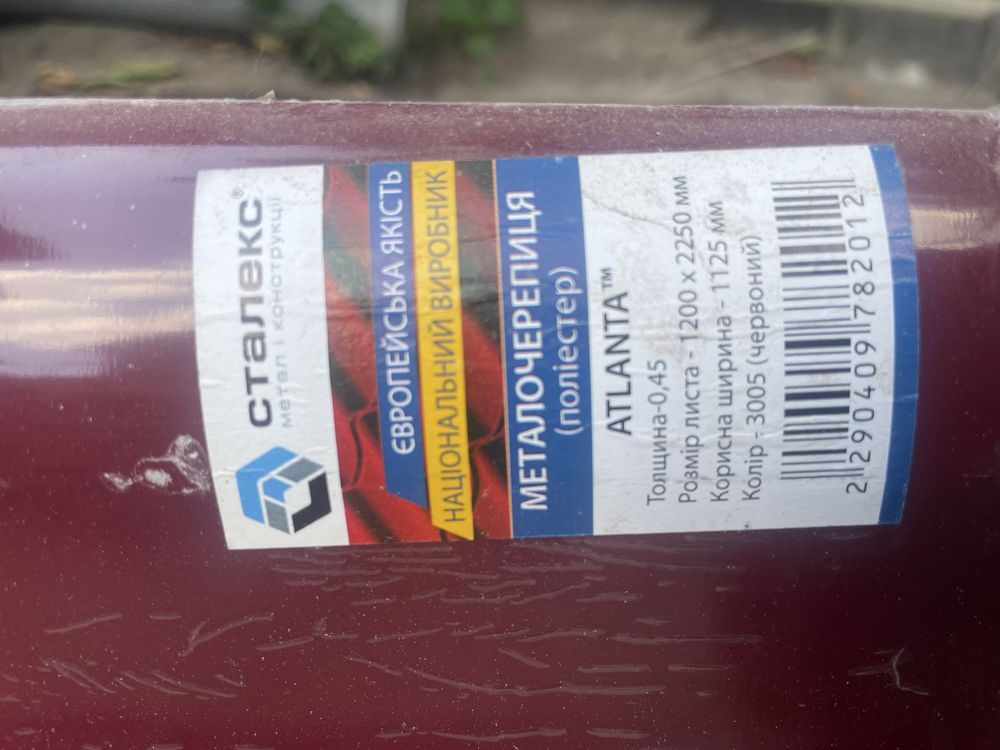 сталекс®
метал і конструкції
ЄВРОПЕЙСЬКА ЯКІСТЬ
НАЦІОНАЛЬНИЙ ВИРОБНИК
МЕТАЛОЧЕРЕПИЦЯ
(поліестер)
ATLANTA™
Толщина-0,45
Розмір листа - 1200 х 2250 мм
Корисна ширина - 1125 мм
Колір - 3005 (червоний)
2 290409 782012